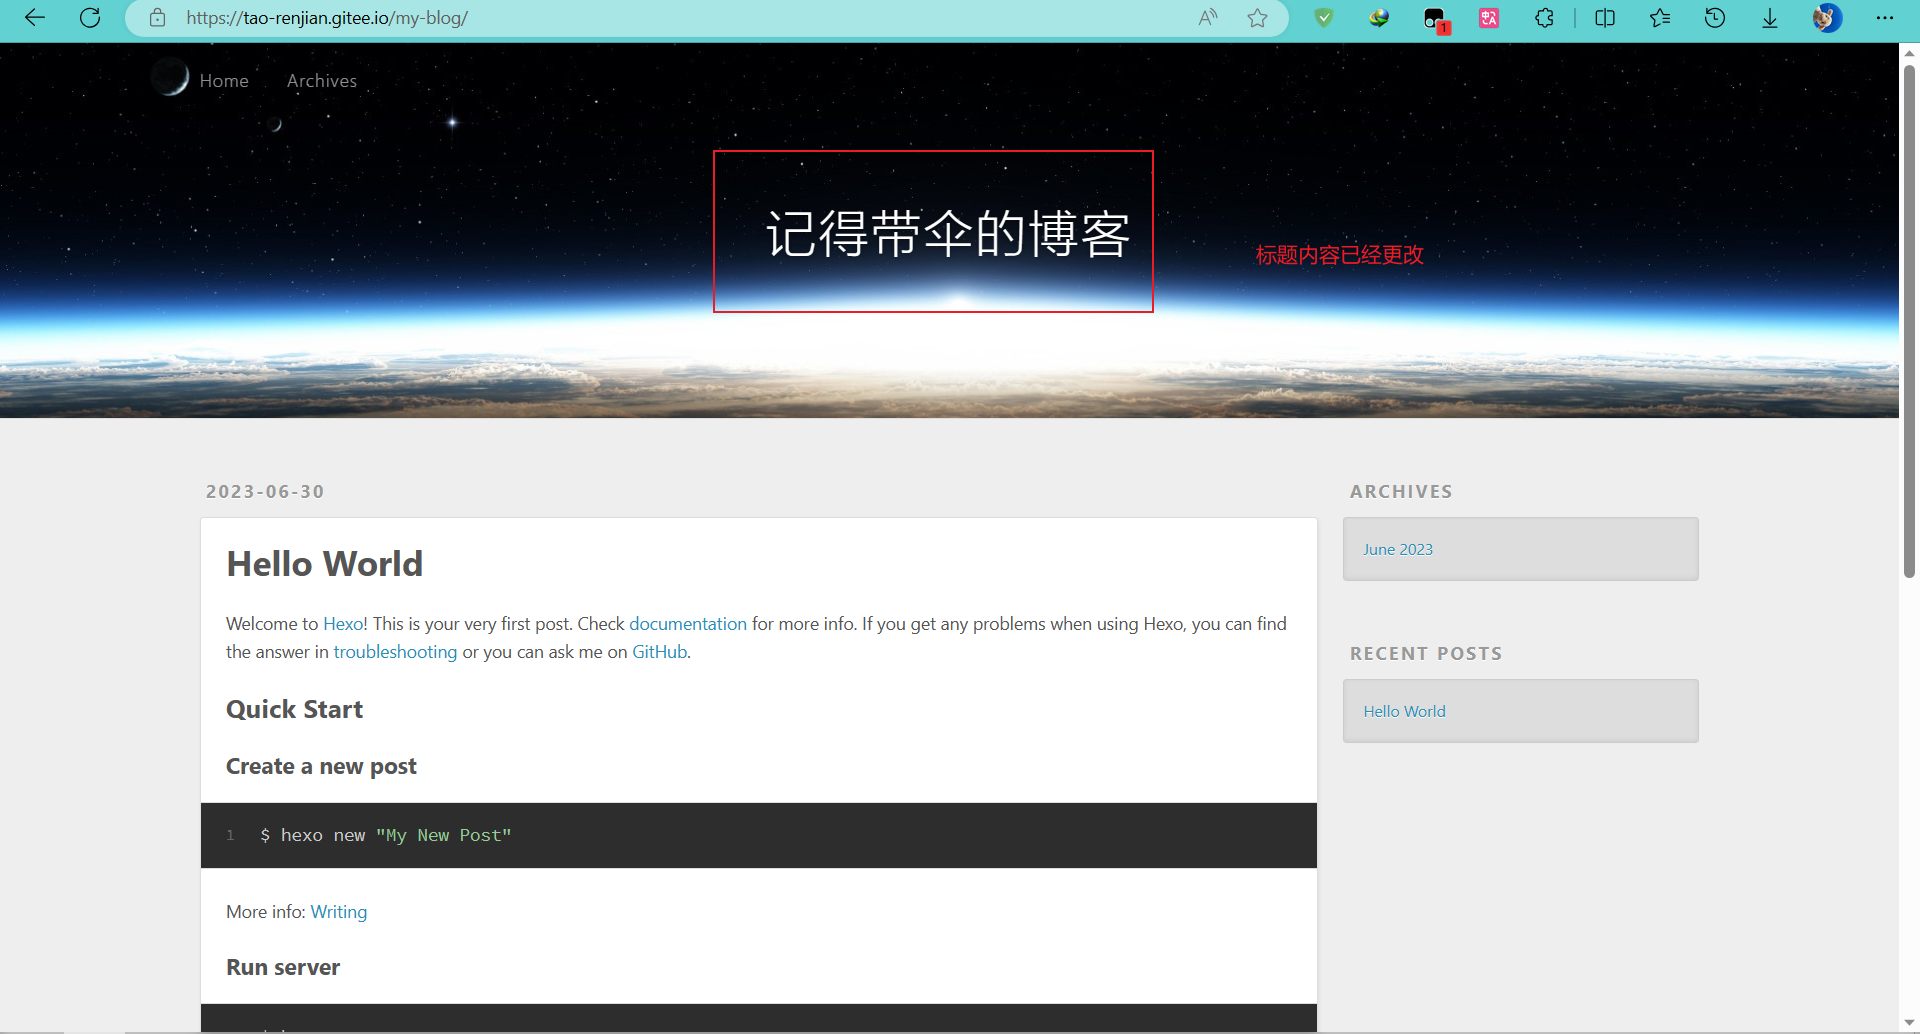 https://tao-renjian.gitee.io/my-blog/
1
Home Archives
记得带伞的博客
标题内容已经更改
2023-06-30
Hello World
Welcome to Hexo! This is your very first post. Check documentation for more info. If you get any problems when using Hexo, you can find
the answer in troubleshooting or you can ask me on GitHub.
Quick Start
Create a new post
1 $ hexo new "My New Post"
More info: Writing
Run server
ARCHIVES
June 2023
RECENT POSTS
Hello World